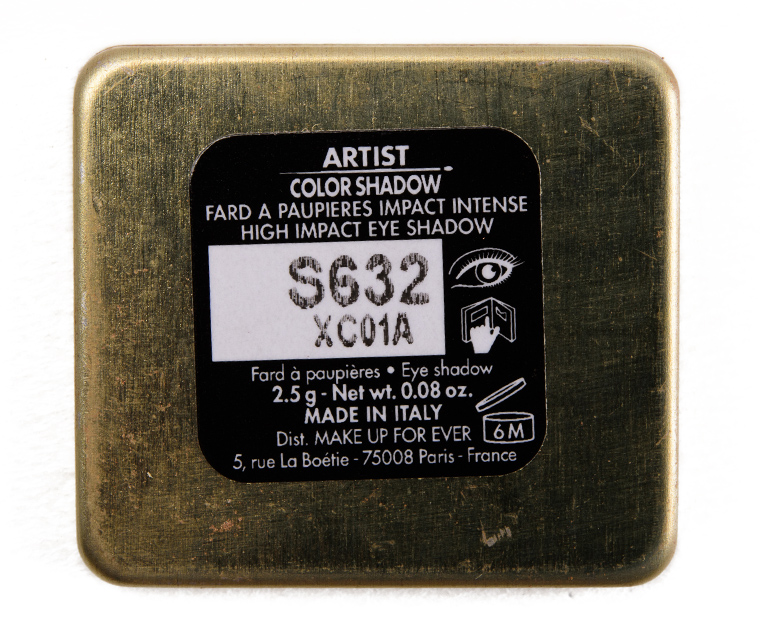 ARTIST
COLOR SHADOW
FARD A PAUPIERES IMPACT INTENSE
HIGH IMPACT EYE SHADOW
S632
XC01A
Fard à paupières • Eye shadow
2.5 g - Net wt. 0.08 oz.
MADE IN ITALY
Dist. MAKE UP FOR EVER
6M
5, rue La Boétie - 75008 Paris - France